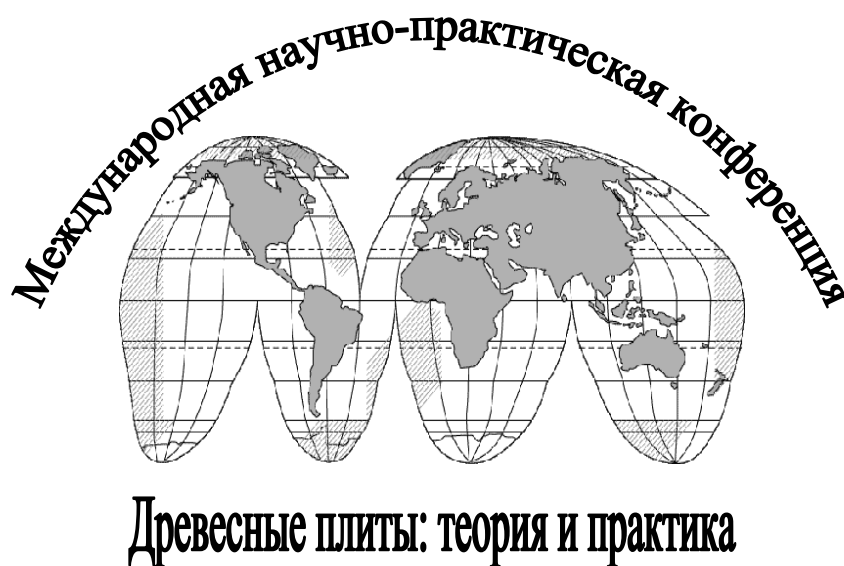 Международная научно-практическая конференция
Древесные плиты: теория и практика